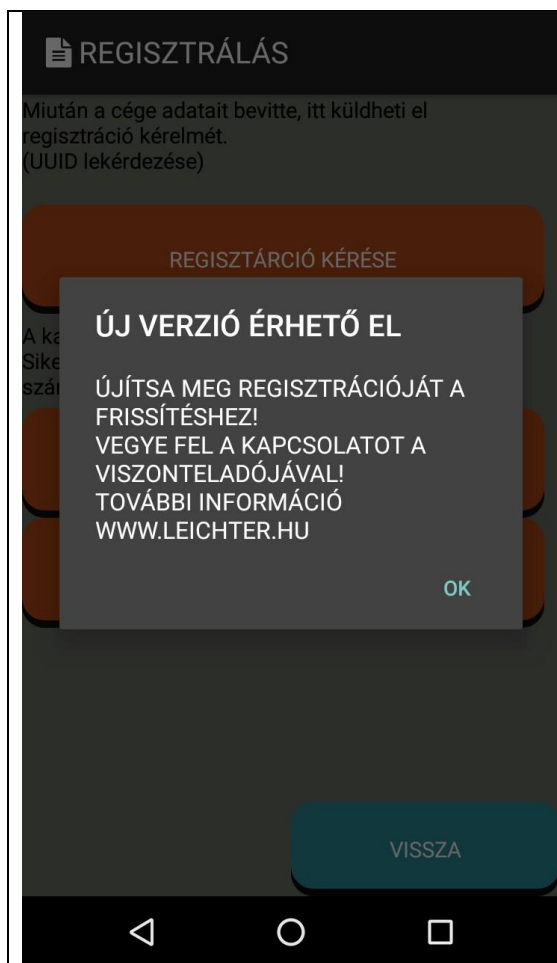 REGISZTRÁLÁS
Miután a cége adatait bevitte, itt küldheti el
regisztráció kérelmét.
(UUID lekérdezése)
REGISZTÁRCIÓ KÉRÉSE
ÚJ VERZIÓ ÉRHETŐ EL
ÚJÍTSA MEG REGISZTRÁCIÓJÁT A
FRISSÍTÉSHEZ!
VEGYE FEL A KAPCSOLATOT A
VISZONTELADÓJÁVAL!
TOVÁBBI INFORMÁCIÓ
WWW.LEICHTER.HU
OK
VISSZA